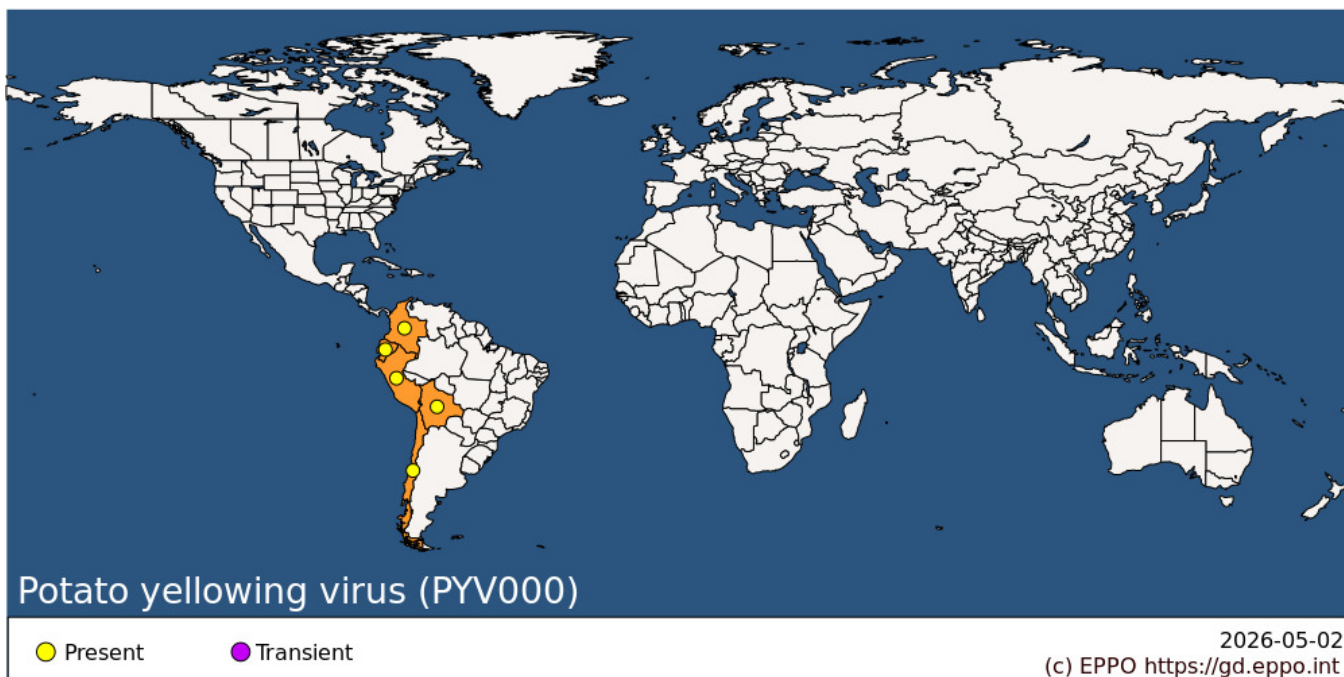 Potato yellowing virus (PYV000)
Present
Transient
2026-05-02
(c) EPPO https://gd.eppo.int